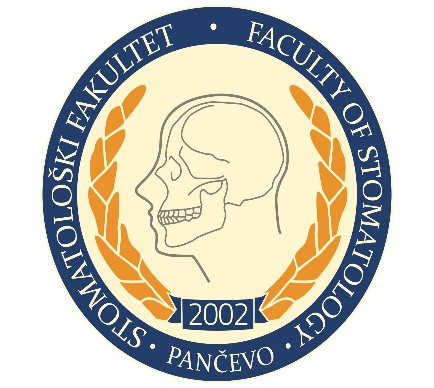 STOMATOLOŠKI FAKULTET • FACULTY OF STOMATOLOGY • PANČEVO •
2002